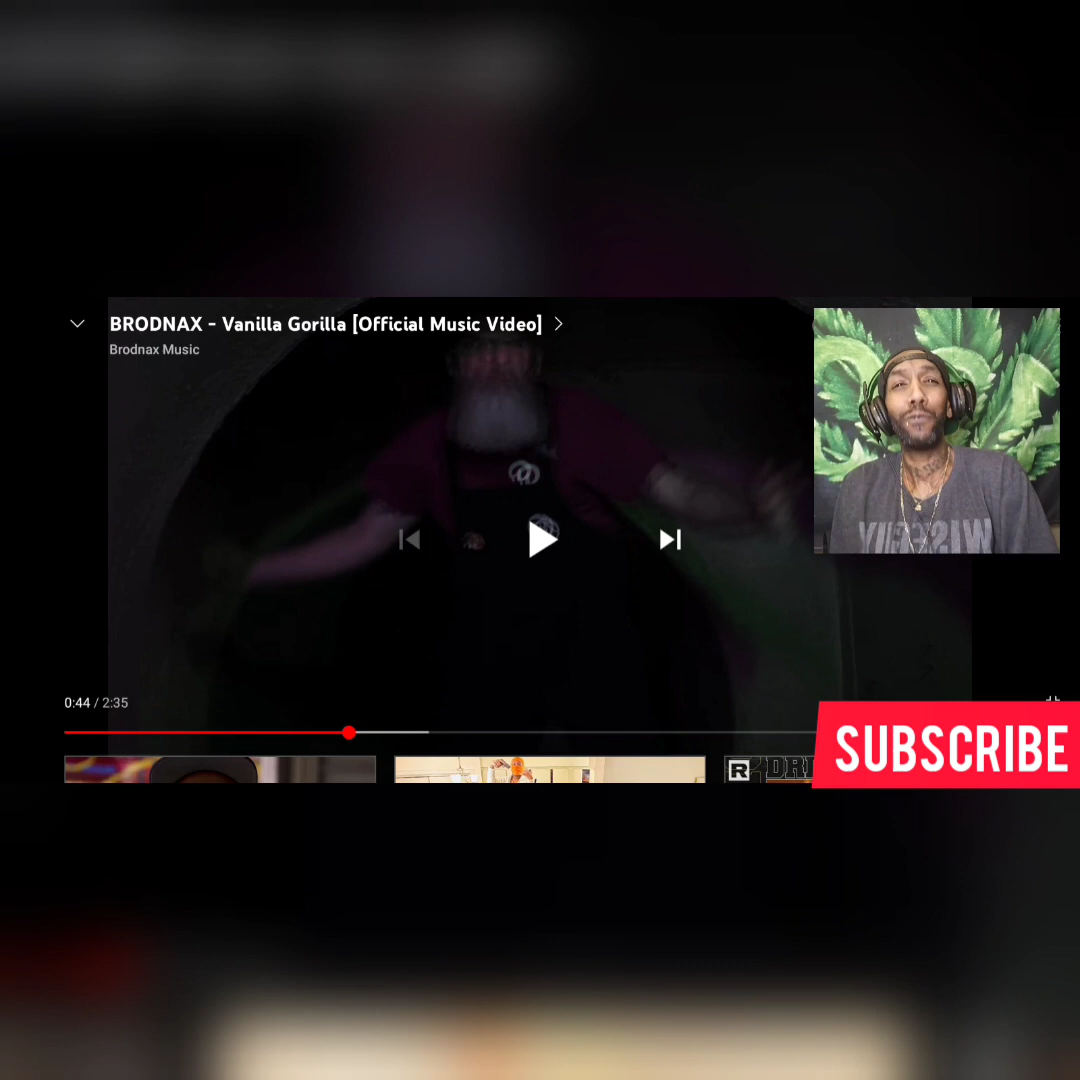 BRODNAX - Vanilla Gorilla [Official Music Video]
Brodnax Music
0:44 / 2:35
SUBSCRIBE
R